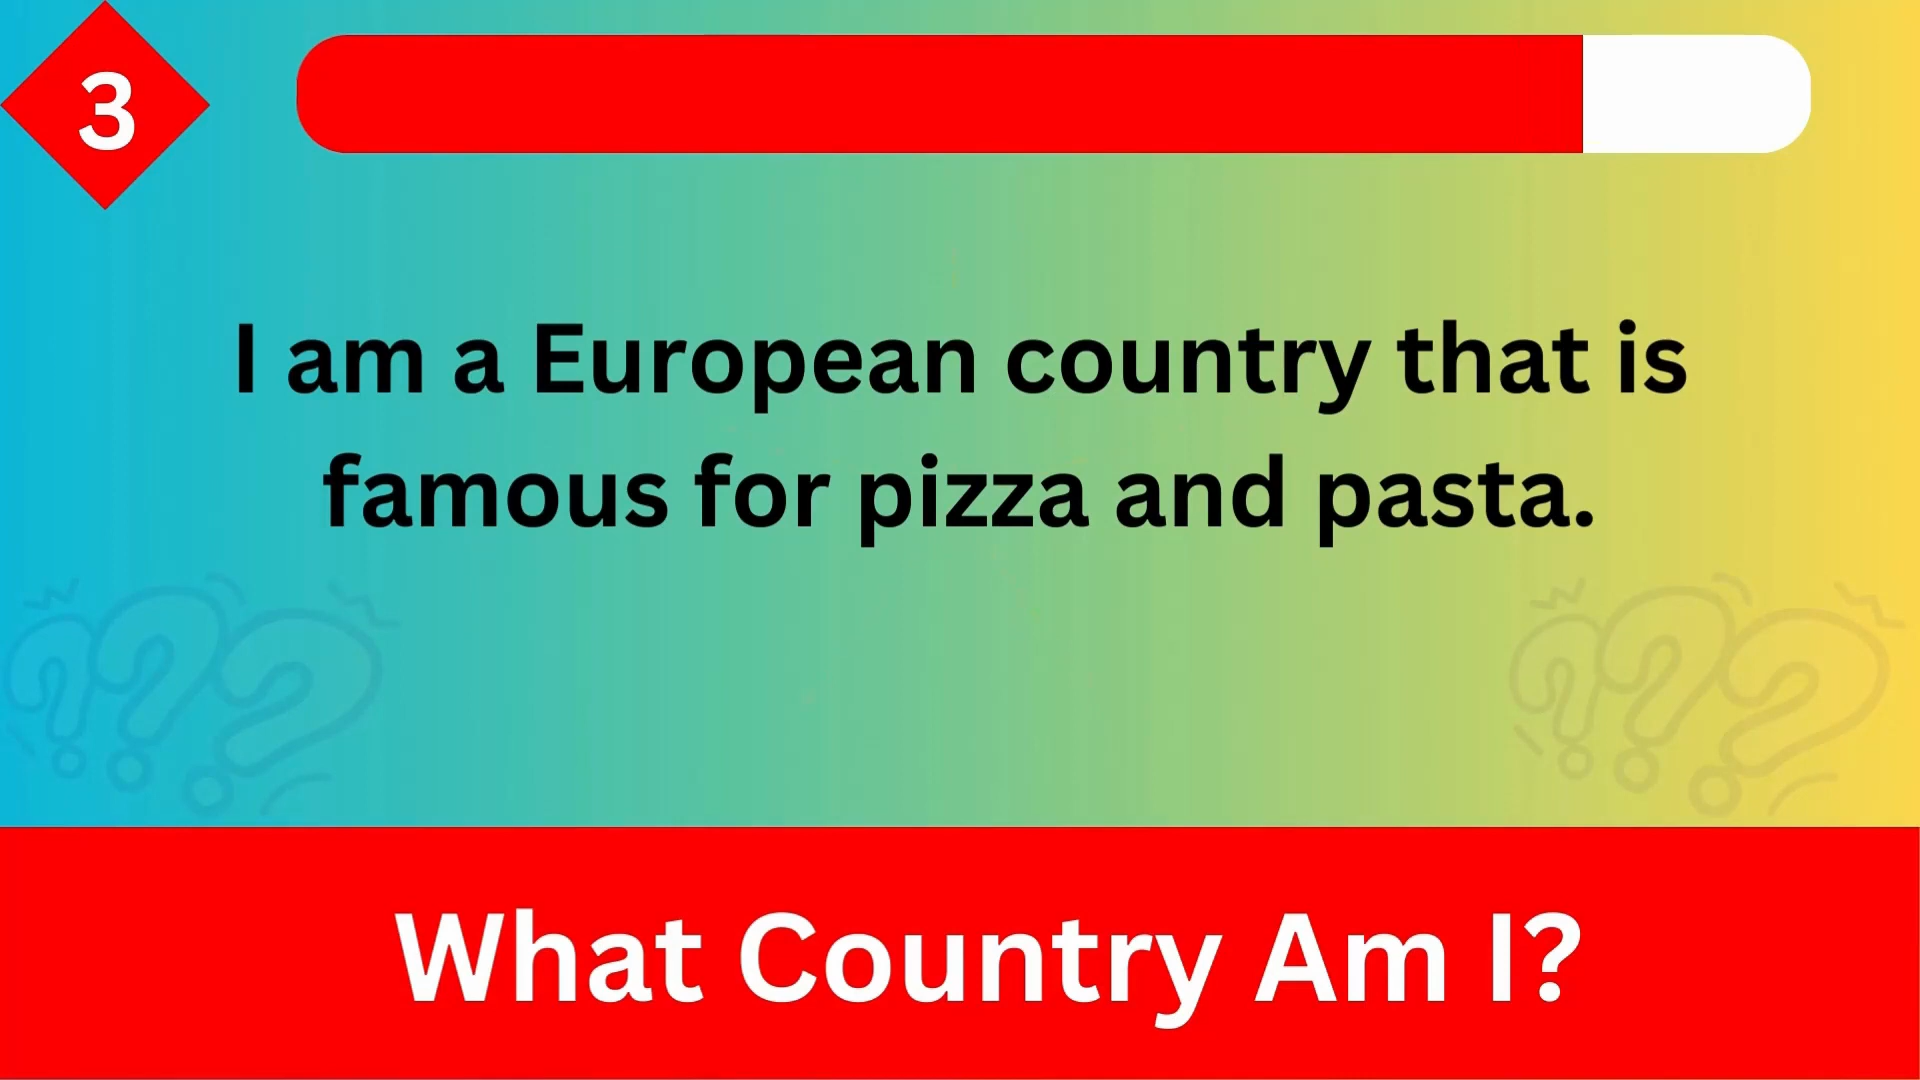 3
I am a European country that is
famous for pizza and pasta.
What Country Am I?